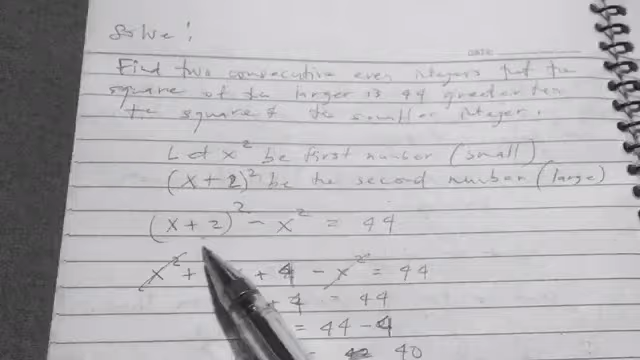 Solve:
DATE:
Find two consecutive even integers such that the
square of the larger is 44 greater than
the square of the smaller integer.
Let x² be first number (small)
(x + 2)² be the second number (large)
(x + 2)² - x² = 44
x² + + 4 - x² = 44
+ 4 = 44
= 44 - 4
= 40